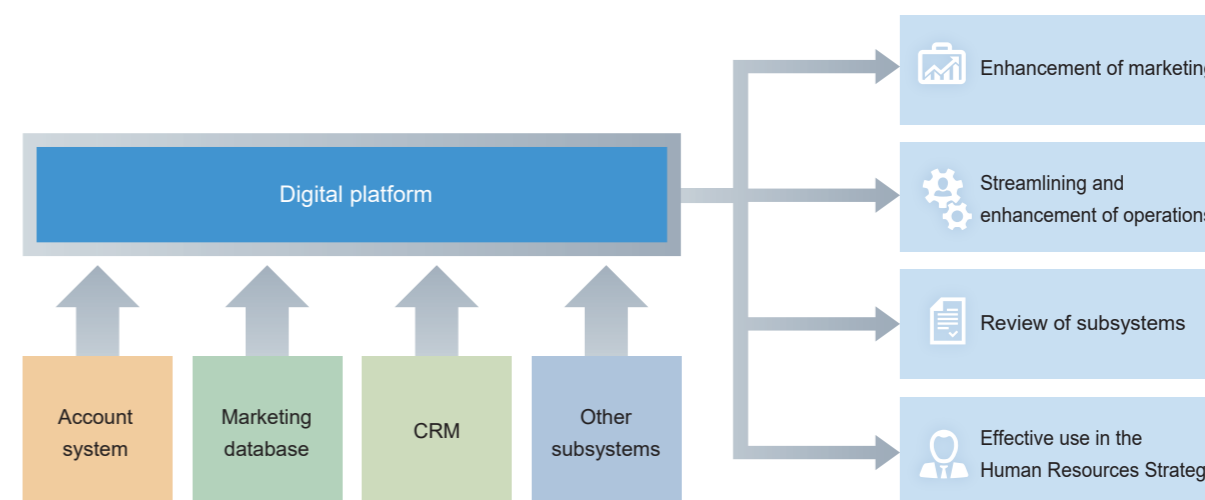 Digital platform
Account
system
Marketing
database
CRM
Other
subsystems
Enhancement of marketing
Streamlining and
enhancement of operations
Review of subsystems
Effective use in the
Human Resources Strateg